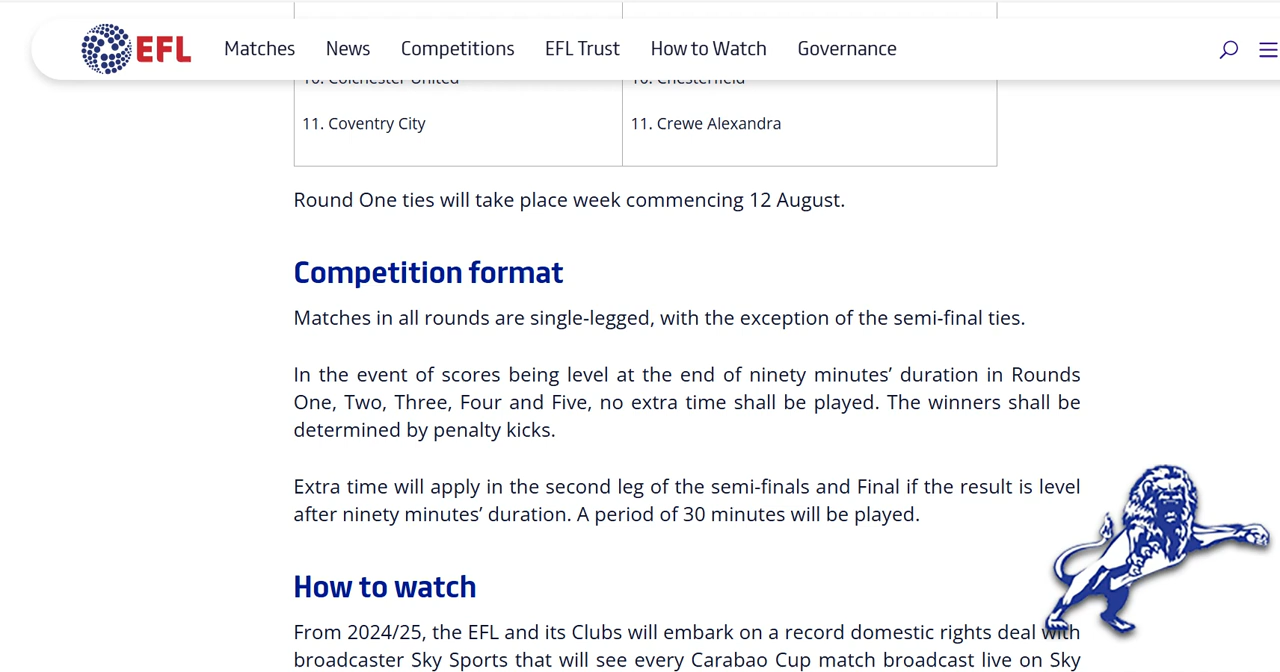 EFL Matches News Competitions EFL Trust How to Watch Governance
10. Colchester United 10. Chesterfield
11. Coventry City 11. Crewe Alexandra
Round One ties will take place week commencing 12 August.
Competition format
Matches in all rounds are single-legged, with the exception of the semi-final ties.
In the event of scores being level at the end of ninety minutes’ duration in Rounds
One, Two, Three, Four and Five, no extra time shall be played. The winners shall be
determined by penalty kicks.
Extra time will apply in the second leg of the semi-finals and Final if the result is level
after ninety minutes’ duration. A period of 30 minutes will be played.
How to watch
From 2024/25, the EFL and its Clubs will embark on a record domestic rights deal with
broadcaster Sky Sports that will see every Carabao Cup match broadcast live on Sky